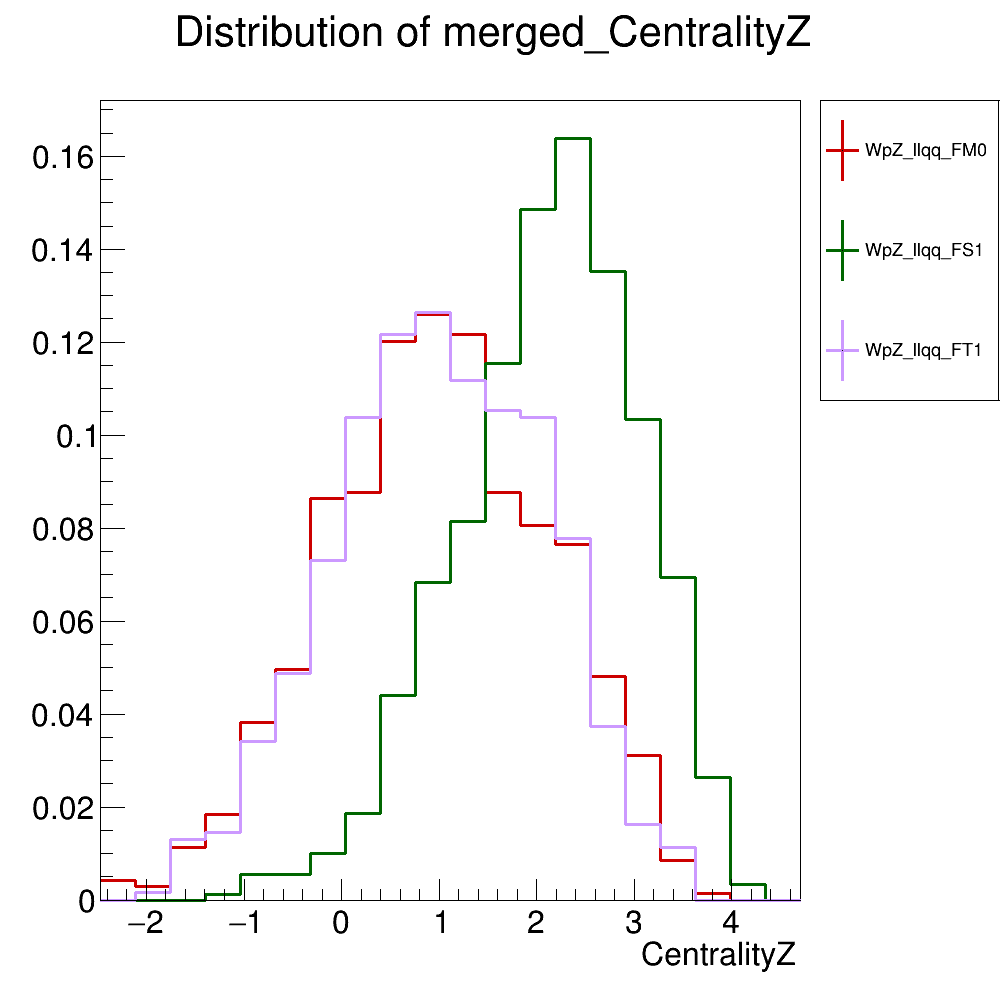 Distribution of merged_CentralityZ
WpZ_llqq_FM0
WpZ_llqq_FS1
WpZ_llqq_FT1
0.16
0.14
0.12
0.1
0.08
0.06
0.04
0.02
0
−2 −1 0 1 2 3 4
CentralityZ